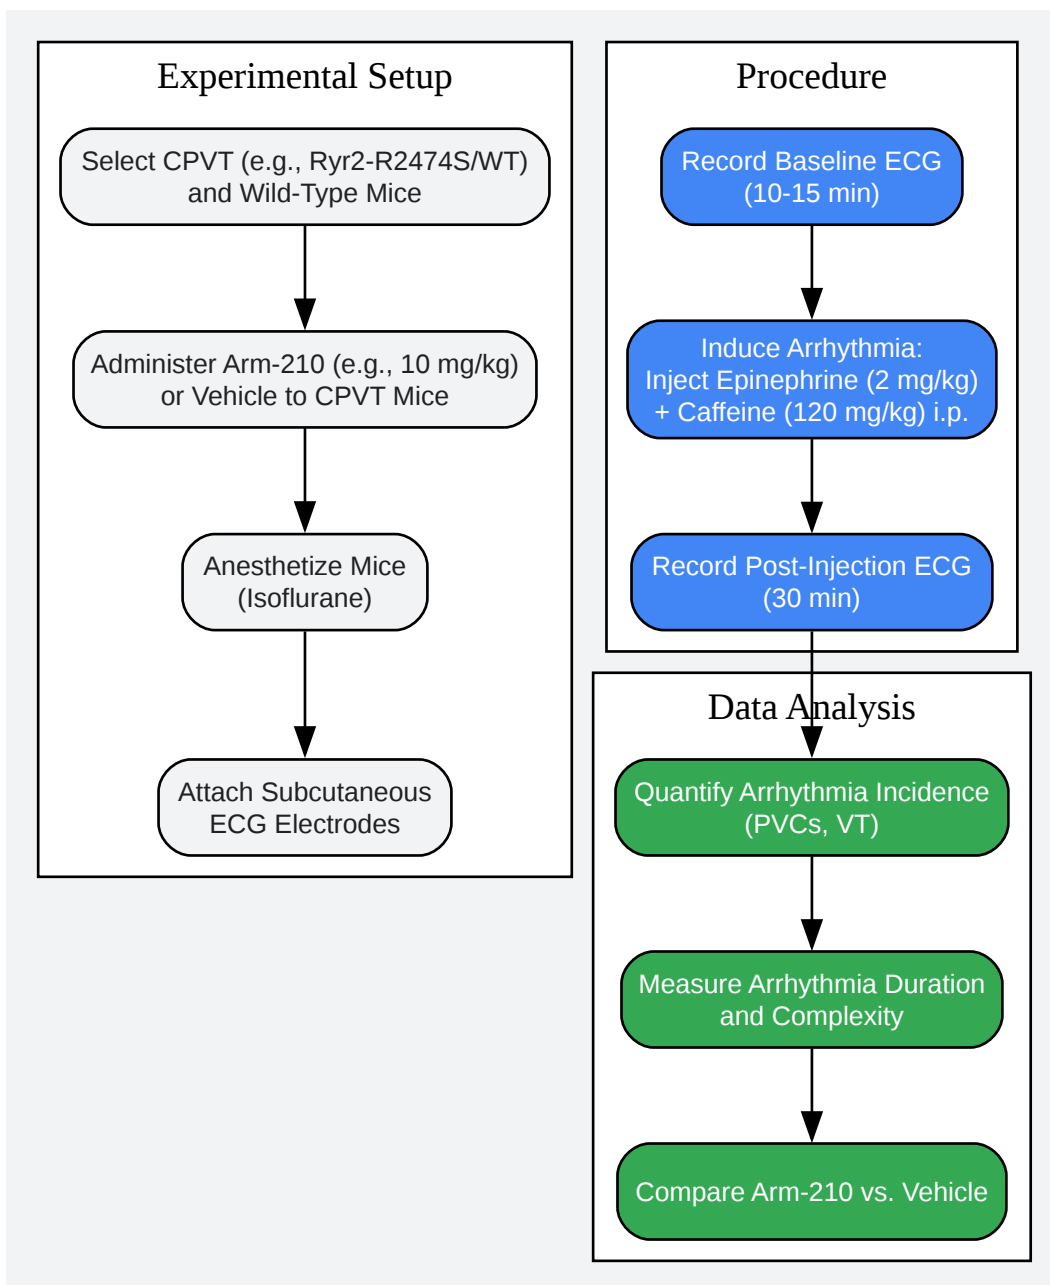 Experimental Setup
Select CPVT (e.g., Ryr2-R2474S/WT)
and Wild-Type Mice
Administer Arm-210 (e.g., 10 mg/kg)
or Vehicle to CPVT Mice
Anesthetize Mice
(Isoflurane)
Attach Subcutaneous
ECG Electrodes
Procedure
Record Baseline ECG
(10-15 min)
Induce Arrhythmia:
Inject Epinephrine (2 mg/kg)
+ Caffeine (120 mg/kg) i.p.
Record Post-Injection ECG
(30 min)
Data Analysis
Quantify Arrhythmia Incidence
(PVCs, VT)
Measure Arrhythmia Duration
and Complexity
Compare Arm-210 vs. Vehicle